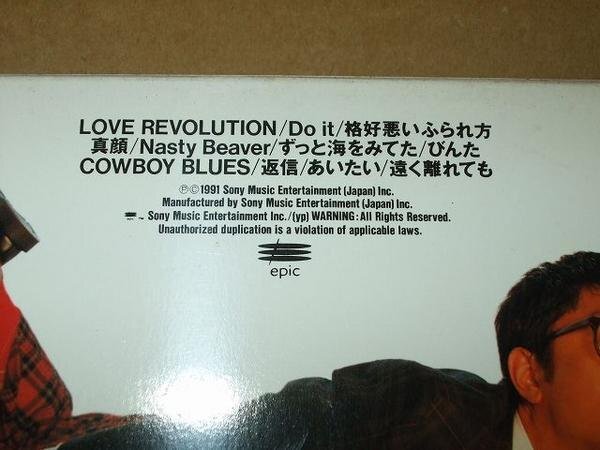 LOVE REVOLUTION/Do it/格好悪いふられ方
真顔/Nasty Beaver/ずっと海をみてた/びんた
COWBOY BLUES/返信/あいたい/遠く離れても
ⓅⒸ1991 Sony Music Entertainment (Japan) Inc.
Manufactured by Sony Music Entertainment (Japan) Inc.
Sony Music Entertainment Inc./(yp) WARNING: All Rights Reserved.
Unauthorized duplication is a violation of applicable laws.
epic